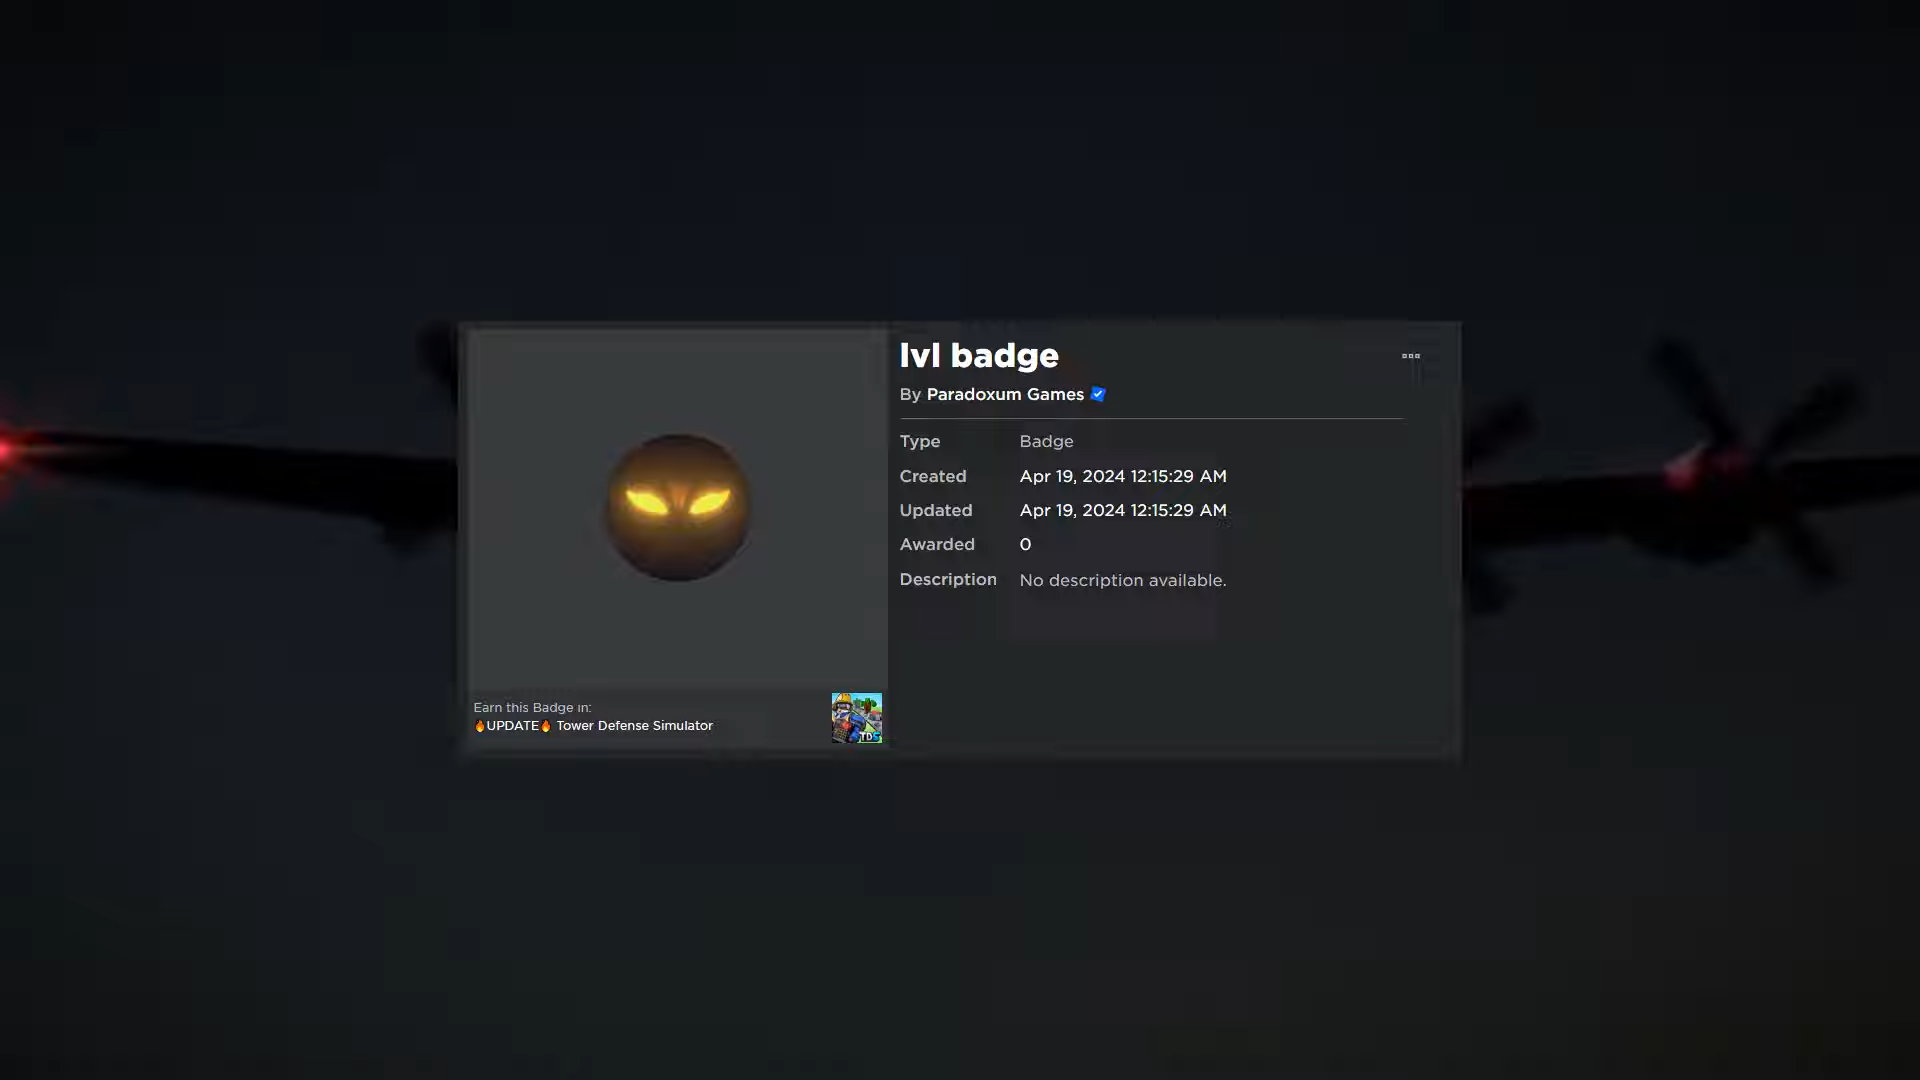 lvl badge
By Paradoxum Games
Type Badge
Created Apr 19, 2024 12:15:29 AM
Updated Apr 19, 2024 12:15:29 AM
Awarded 0
Description No description available.
Earn this Badge in:
🔥UPDATE🔥 Tower Defense Simulator
TDS